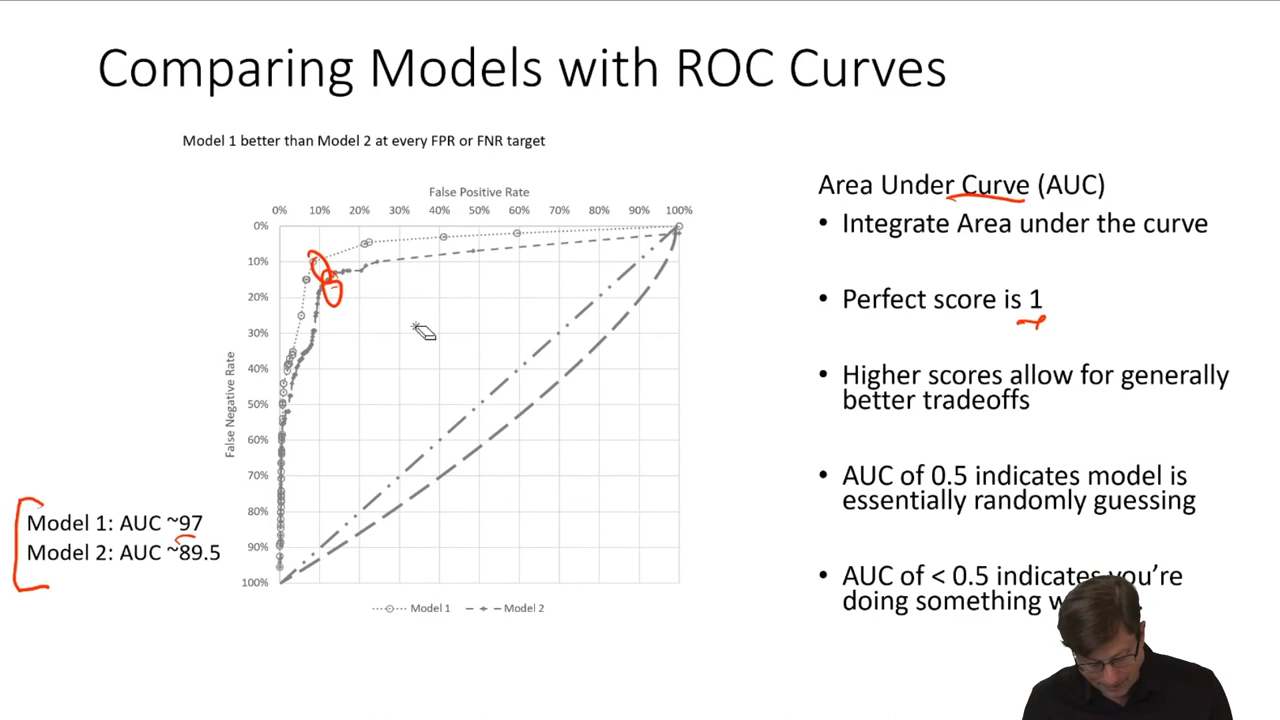 Comparing Models with ROC Curves
Model 1 better than Model 2 at every FPR or FNR target
False Positive Rate
0% 10% 20% 30% 40% 50% 60% 70% 80% 90% 100%
0%
10%
20%
30%
40%
50%
60%
70%
80%
90%
100%
False Negative Rate
Model 1 Model 2
Model 1: AUC ~97
Model 2: AUC ~89.5
Area Under Curve (AUC)
• Integrate Area under the curve
• Perfect score is 1
• Higher scores allow for generally
better tradeoffs
• AUC of 0.5 indicates model is
essentially randomly guessing
• AUC of < 0.5 indicates you're
doing something